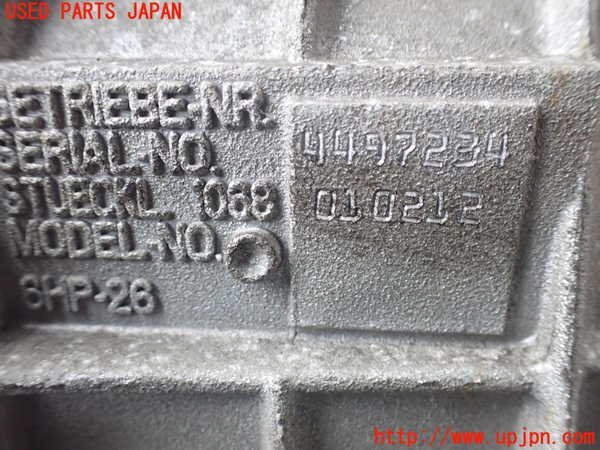 USED PARTS JAPAN
GETRIEBE-NR.
SERIAL-NO.
4497234
STUECKL. 1068
010212
MODEL-NO.
6HP-26
http://www.upjpn.com/